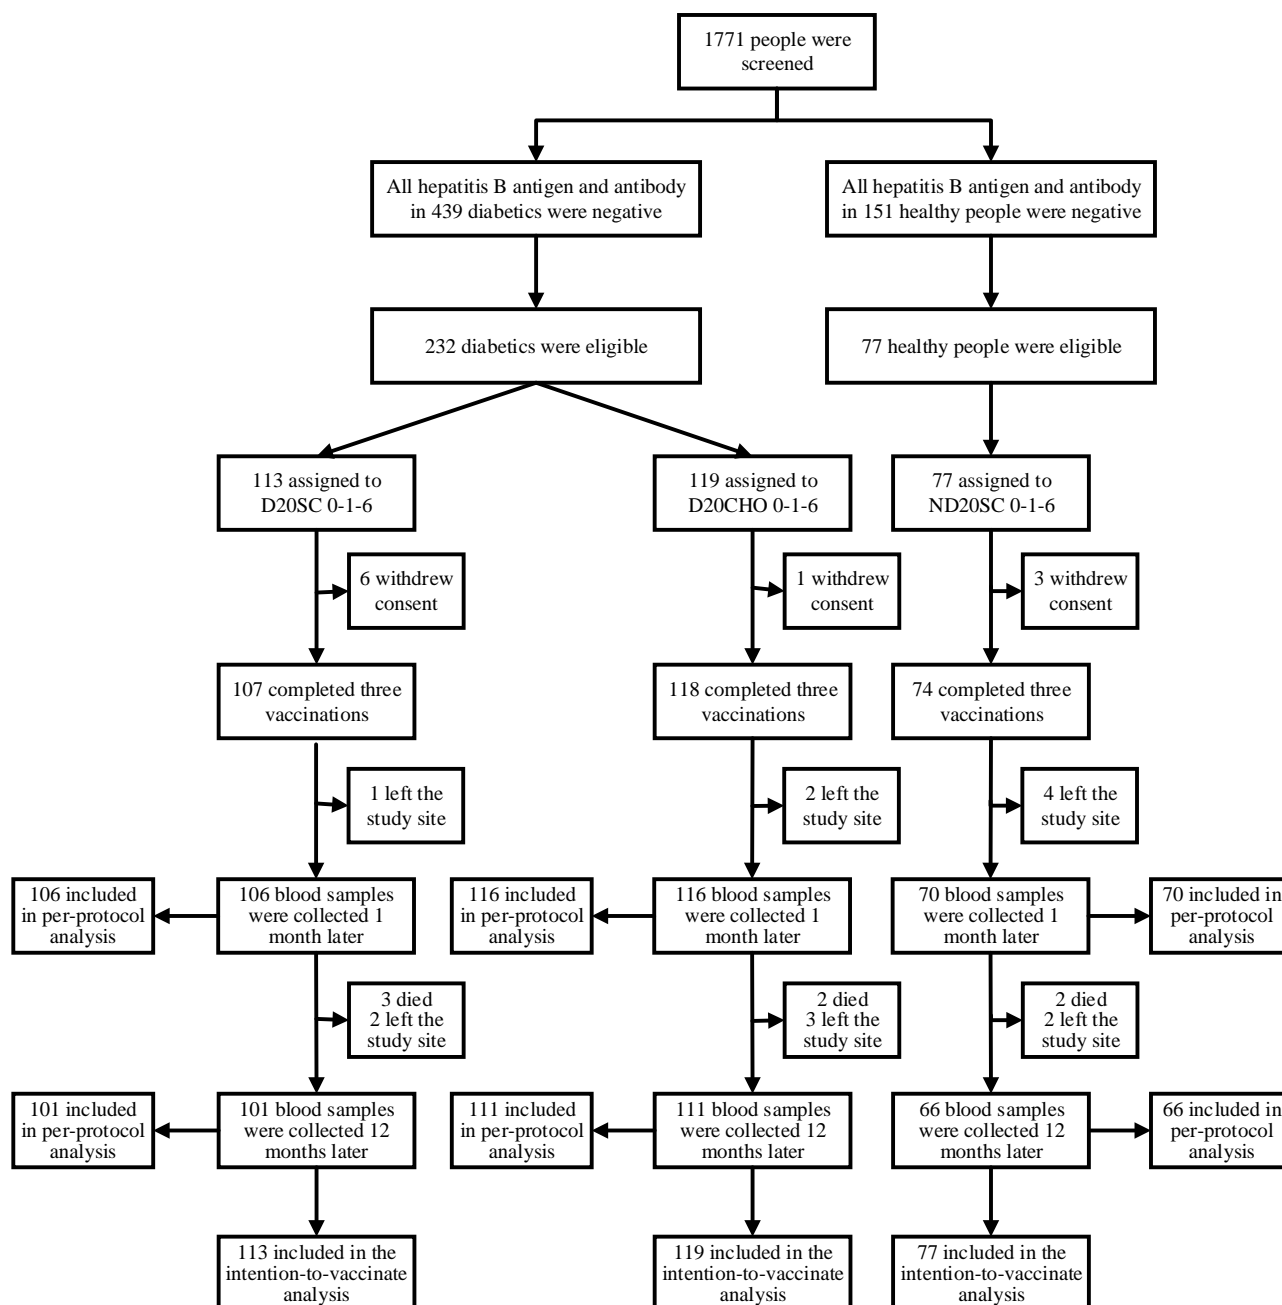 1771 people were
screened
All hepatitis B antigen and antibody
in 439 diabetics were negative
All hepatitis B antigen and antibody
in 151 healthy people were negative
232 diabetics were eligible
77 healthy people were eligible
113 assigned to
D20SC 0-1-6
119 assigned to
D20CHO 0-1-6
77 assigned to
ND20SC 0-1-6
6 withdrew
consent
1 withdrew
consent
3 withdrew
consent
107 completed three
vaccinations
118 completed three
vaccinations
74 completed three
vaccinations
1 left the
study site
2 left the
study site
4 left the
study site
106 included
in per-protocol
analysis
106 blood samples
were collected 1
month later
116 included
in per-protocol
analysis
116 blood samples
were collected 1
month later
70 blood samples
were collected 1
month later
70 included in
per-protocol
analysis
3 died
2 left the
study site
2 died
3 left the
study site
2 died
2 left the
study site
101 included
in per-protocol
analysis
101 blood samples
were collected 12
months later
111 included
in per-protocol
analysis
111 blood samples
were collected 12
months later
66 blood samples
were collected 12
months later
66 included in
per-protocol
analysis
113 included in the
intention-to-vaccinate
analysis
119 included in the
intention-to-vaccinate
analysis
77 included in the
intention-to-vaccinate
analysis